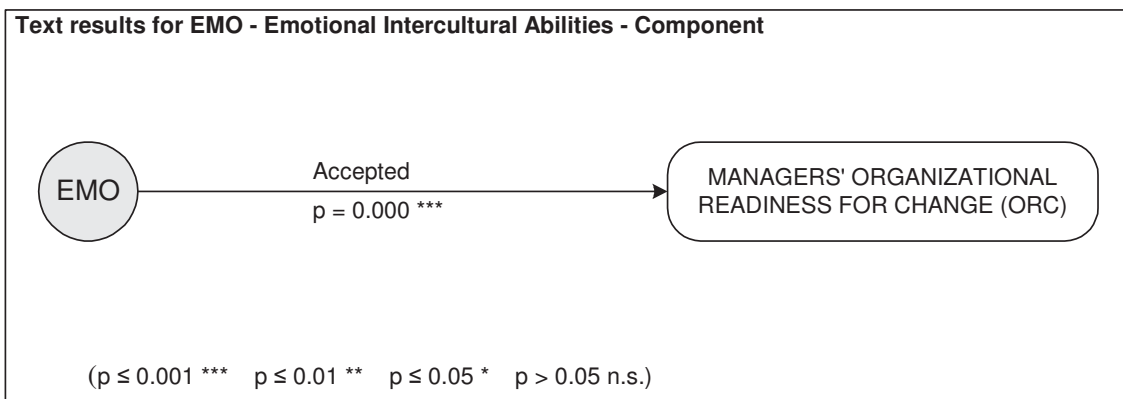 Text results for EMO - Emotional Intercultural Abilities - Component
EMO
Accepted
p = 0.000 ***
MANAGERS' ORGANIZATIONAL
READINESS FOR CHANGE (ORC)
(p ≤ 0.001 *** p ≤ 0.01 ** p ≤ 0.05 * p > 0.05 n.s.)